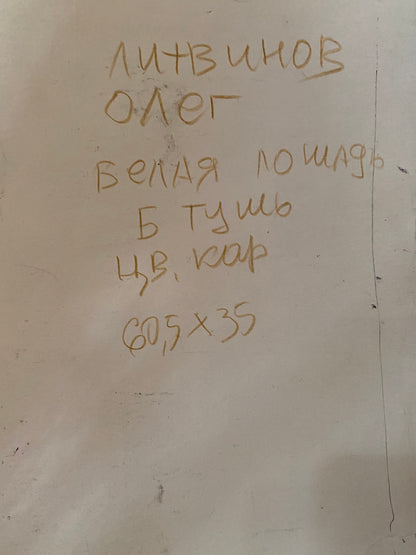 ЛИТВИНОВ
ОЛЕГ
БЕЛАЯ ЛОШАДЬ
Б ТУШЬ
ЦВ. КАР
60,5 X 35